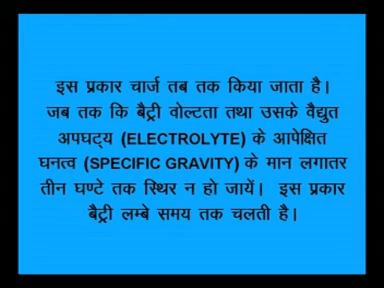 इस प्रकार चार्ज तब तक किया जाता है।
जब तक कि बैट्री वोल्टता तथा उसके वैद्युत
अपघट्य (ELECTROLYTE) के आपेक्षित
घनत्व (SPECIFIC GRAVITY) के मान लगातर
तीन घण्टे तक स्थिर न हो जायें। इस प्रकार
बैट्री लम्बे समय तक चलती है।